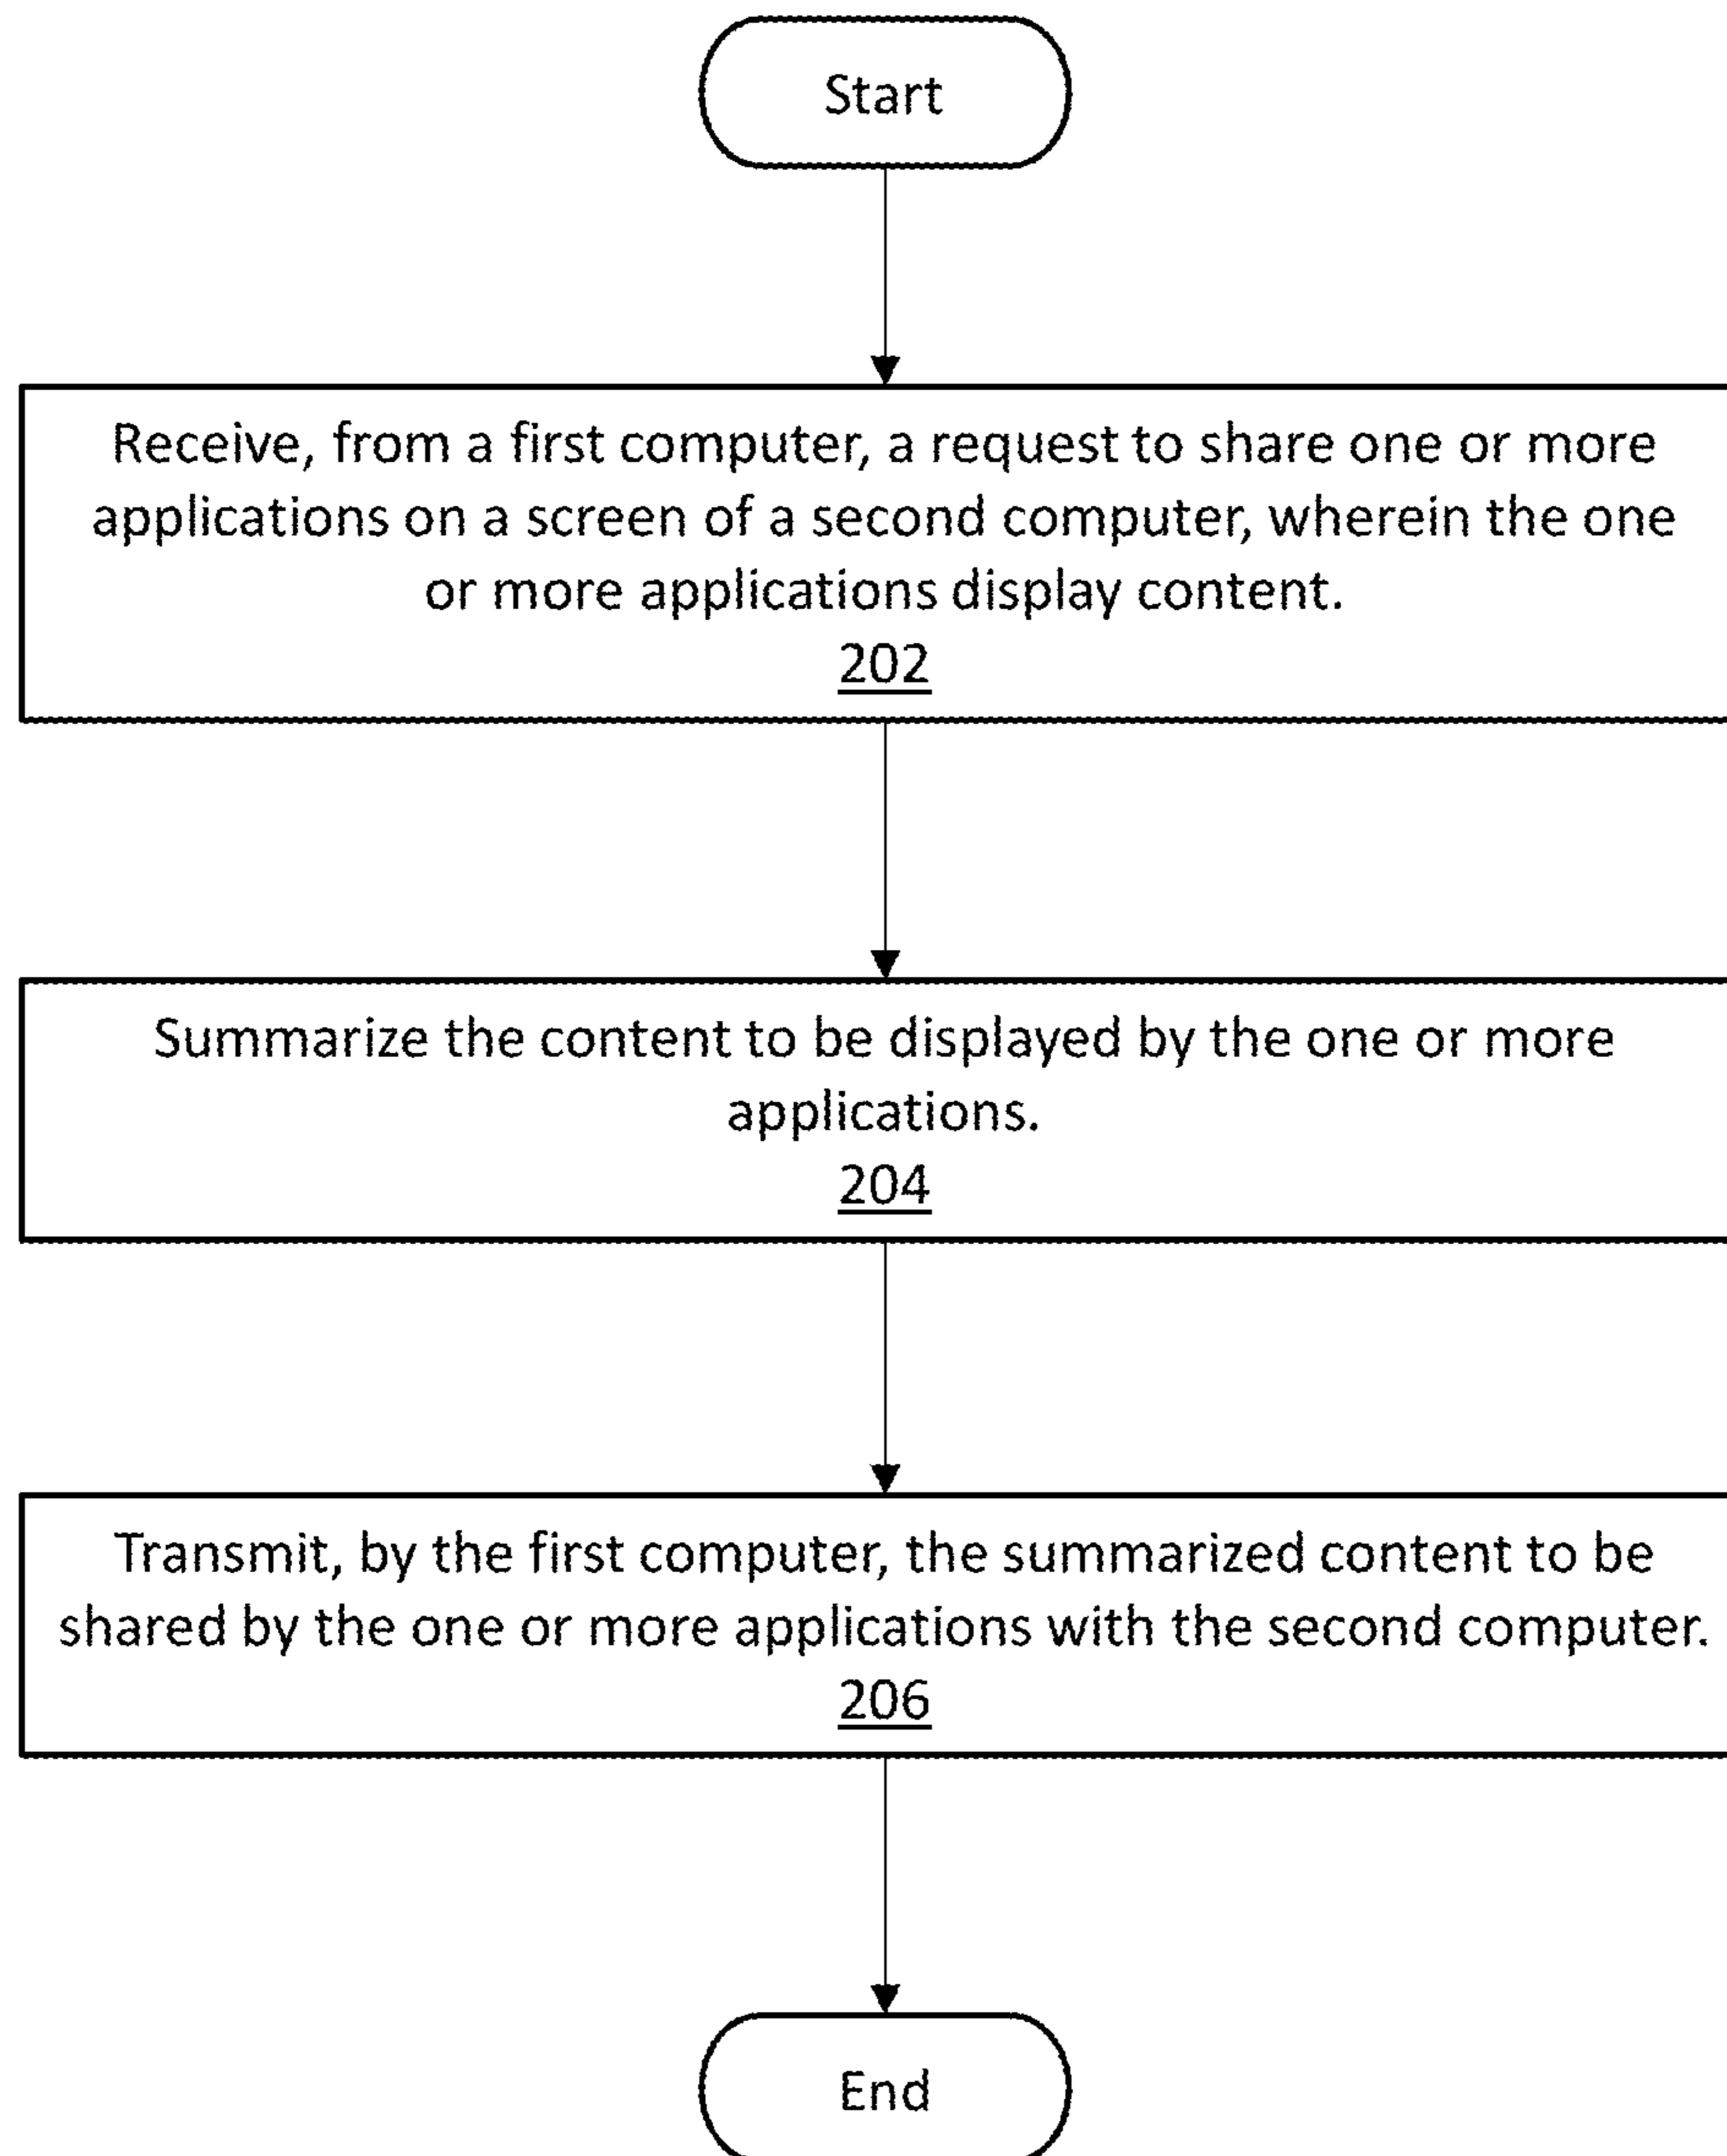 Start
Receive, from a first computer, a request to share one or more
applications on a screen of a second computer, wherein the one
or more applications display content.
202
Summarize the content to be displayed by the one or more
applications.
204
Transmit, by the first computer, the summarized content to be
shared by the one or more applications with the second computer.
206
End